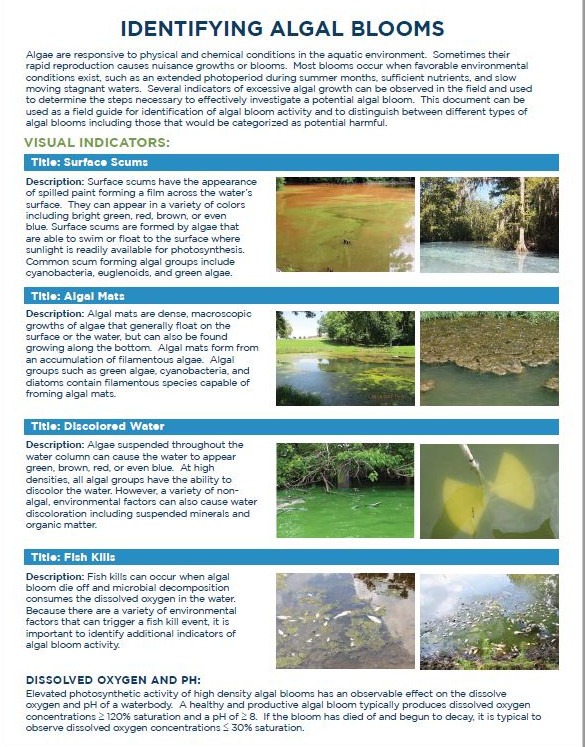 IDENTIFYING ALGAL BLOOMS
Algae are responsive to physical and chemical conditions in the aquatic environment. Sometimes their
rapid reproduction causes nuisance growths or blooms. Most blooms occur when favorable environmental
conditions exist, such as an extended photoperiod during summer months, sufficient nutrients, and slow
moving stagnant waters. Several indicators of excessive algal growth can be observed in the field and used
to determine the steps necessary to effectively investigate a potential algal bloom. This document can be
used as a field guide for identification of algal bloom activity and to distinguish between different types of
algal blooms including those that would be categorized as potential harmful.
VISUAL INDICATORS:
Title: Surface Scums
Description: Surface scums have the appearance
of spilled paint forming a film across the water's
surface. They can appear in a variety of colors
including bright green, red, brown, or even
blue. Surface scums are formed by algae that
are able to swim or float to the surface where
sunlight is readily available for photosynthesis.
Common scum forming algal groups include
cyanobacteria, euglenoids, and green algae.
Title: Algal Mats
Description: Algal mats are dense, macroscopic
growths of algae that generally float on the
surface or the water, but can also be found
growing along the bottom. Algal mats form from
an accumulation of filamentous algae. Algal
groups such as green algae, cyanobacteria, and
diatoms contain filamentous species capable of
froming algal mats.
Title: Discolored Water
Description: Algae suspended throughout the
water column can cause the water to appear
green, brown, red, or even blue. At high
densities, all algal groups have the ability to
discolor the water. However, a variety of non-
algal, environmental factors can also cause water
discoloration including suspended minerals and
organic matter.
Title: Fish Kills
Description: Fish kills can occur when algal
bloom die off and microbial decomposition
consumes the dissolved oxygen in the water.
Because there are a variety of environmental
factors that can trigger a fish kill event, it is
important to identify additional indicators of
algal bloom activity.
DISSOLVED OXYGEN AND PH:
Elevated photosynthetic activity of high density algal blooms has an observable effect on the dissolve
oxygen and pH of a waterbody. A healthy and productive algal bloom typically produces dissolved oxygen
concentrations ≥ 120% saturation and a pH of ≥ 8. If the bloom has died of and begun to decay, it is typical to
observe dissolved oxygen concentrations ≤ 30% saturation.